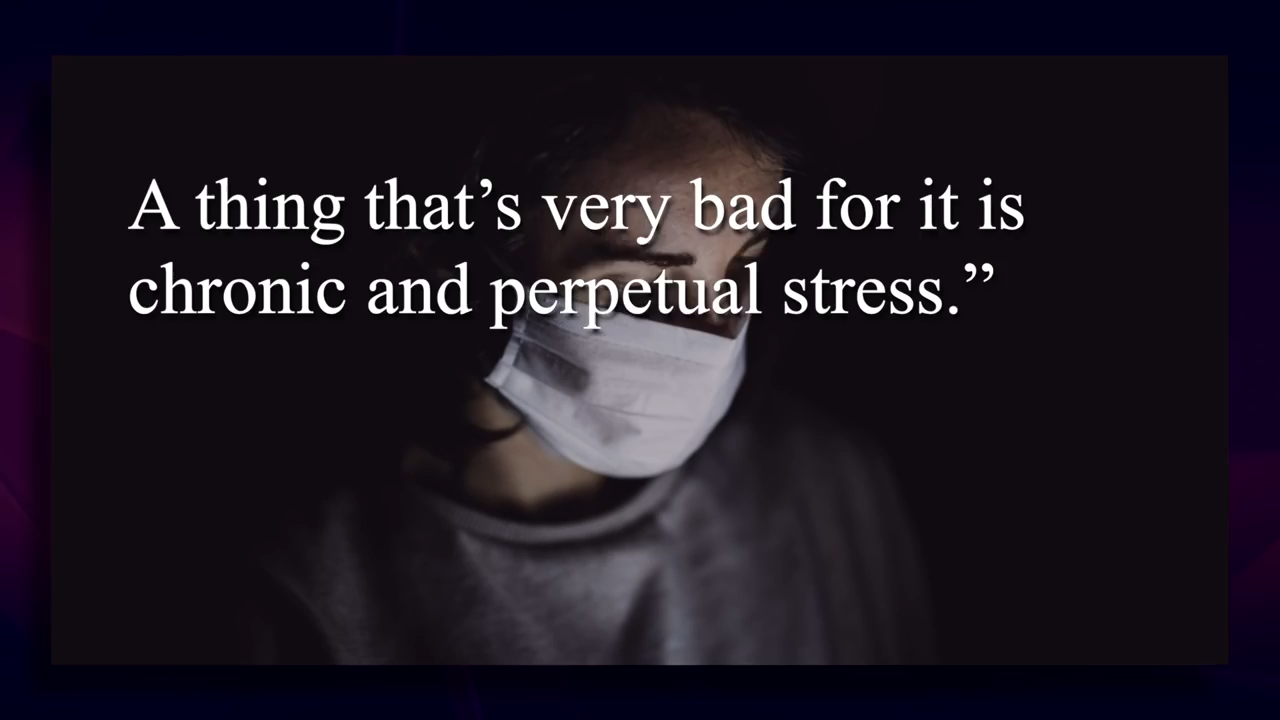 A thing that’s very bad for it is
chronic and perpetual stress.”